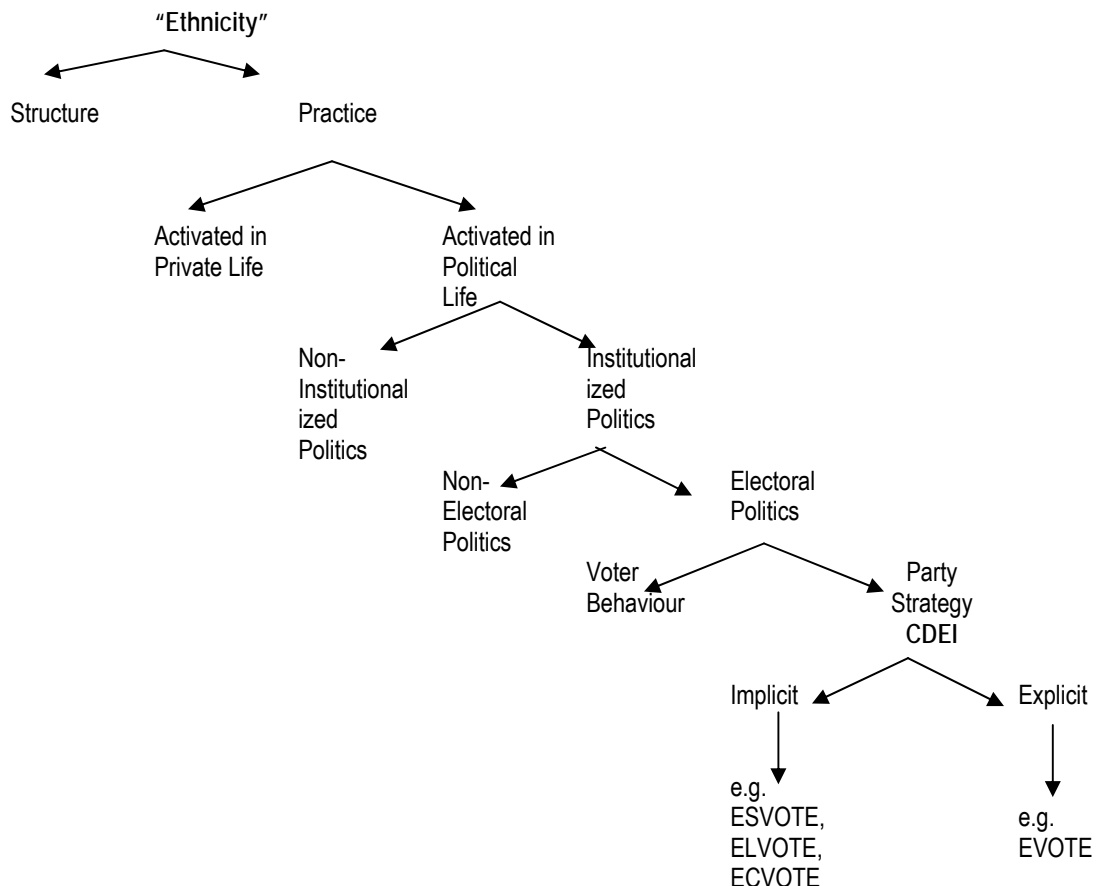 “Ethnicity”
Structure
Practice
Activated in
Private Life
Activated in
Political
Life
Non-
Institutional
ized
Politics
Institutional
ized
Politics
Non-
Electoral
Politics
Electoral
Politics
Voter
Behaviour
Party
Strategy
CDEI
Implicit
Explicit
e.g.
ESVOTE,
ELVOTE,
ECVOTE
e.g.
EVOTE